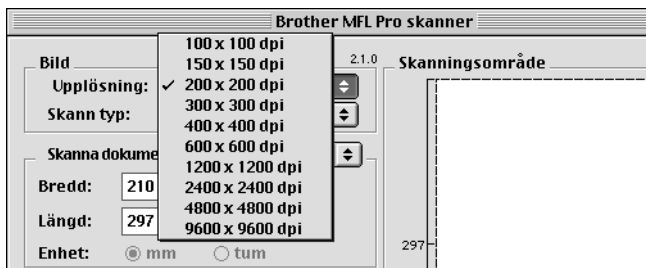 Brother MFL Pro skanner
Bild
2.1.0
Upplösning:
100 x 100 dpi
150 x 150 dpi
✓ 200 x 200 dpi
300 x 300 dpi
400 x 400 dpi
600 x 600 dpi
1200 x 1200 dpi
2400 x 2400 dpi
4800 x 4800 dpi
9600 x 9600 dpi
Skann typ:
Skanna dokume
Bredd: 210
Längd: 297
Enhet: mm tum
Skanningsområde
297